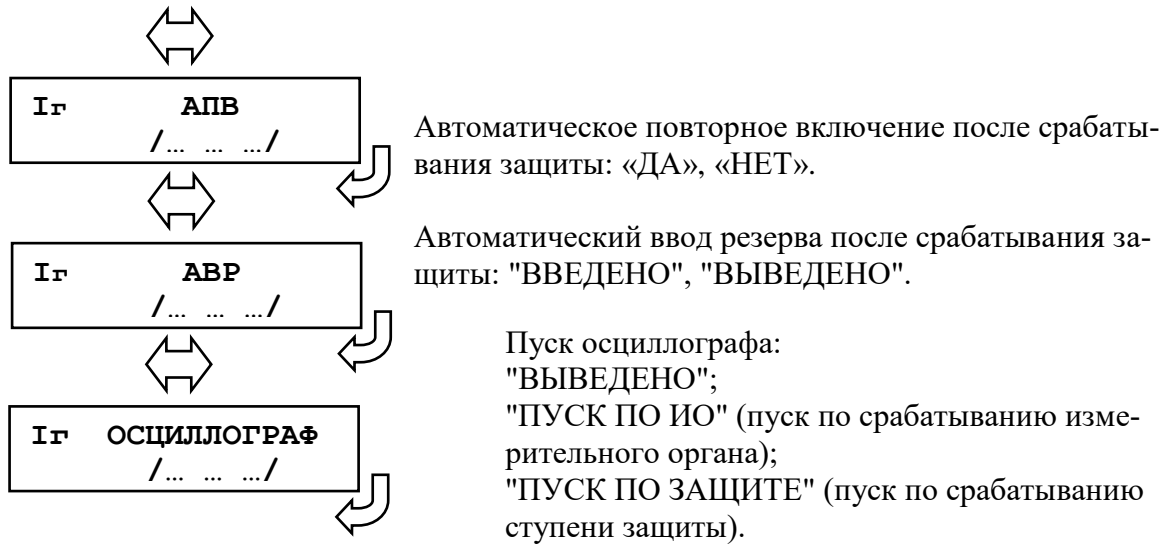 Iг АПВ
/… … …/
Автоматическое повторное включение после срабаты-
вания защиты: «ДА», «НЕТ».
Iг АВР
/… … …/
Автоматический ввод резерва после срабатывания за-
щиты: "ВВЕДЕНО", "ВЫВЕДЕНО".
Iг ОСЦИЛЛОГРАФ
/… … …/
Пуск осциллографа:
"ВЫВЕДЕНО";
"ПУСК ПО ИО" (пуск по срабатыванию изме-
рительного органа);
"ПУСК ПО ЗАЩИТЕ" (пуск по срабатыванию
ступени защиты).